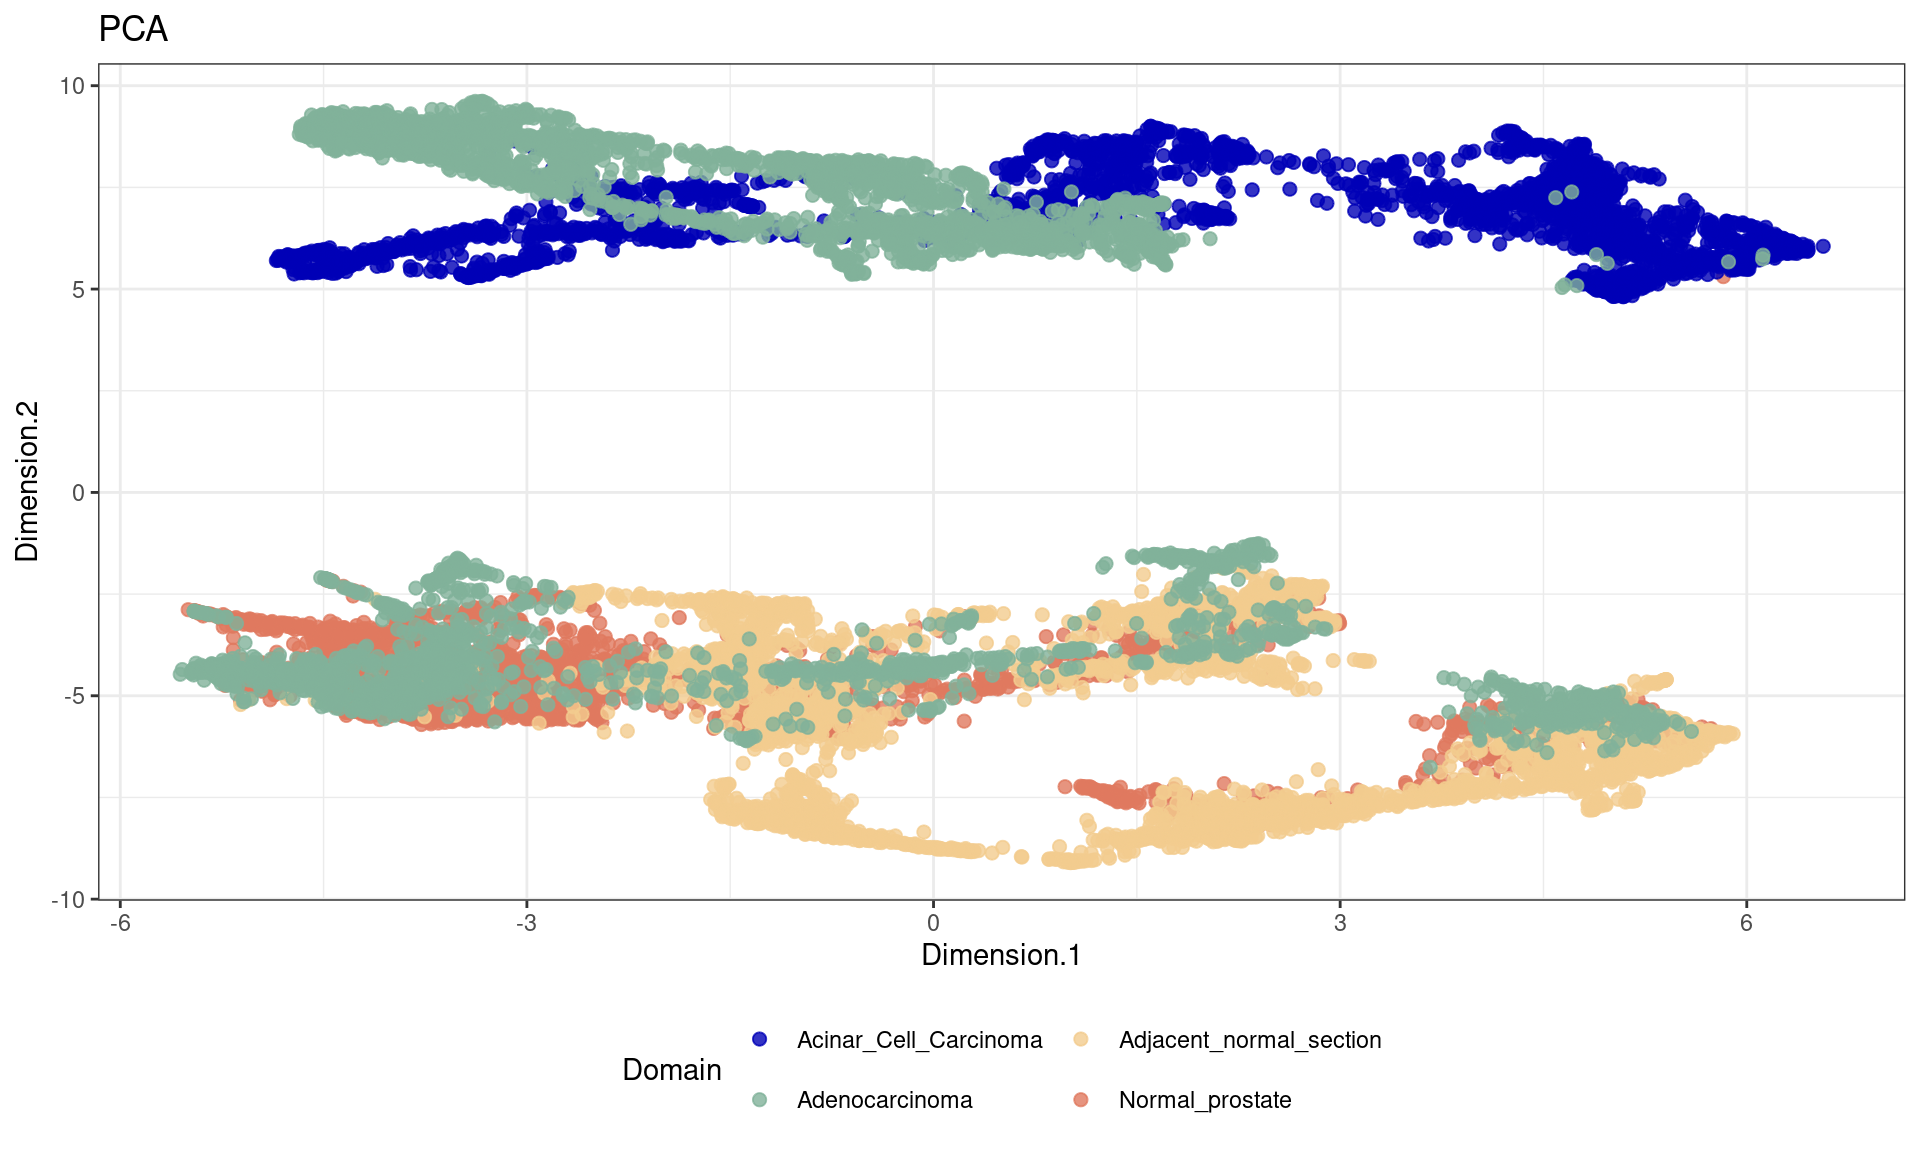 PCA
10
5
0
-5
-10
Dimension.2
-6 -3 0 3 6
Dimension.1
Domain
Acinar_Cell_Carcinoma Adjacent_normal_section
Adenocarcinoma Normal_prostate